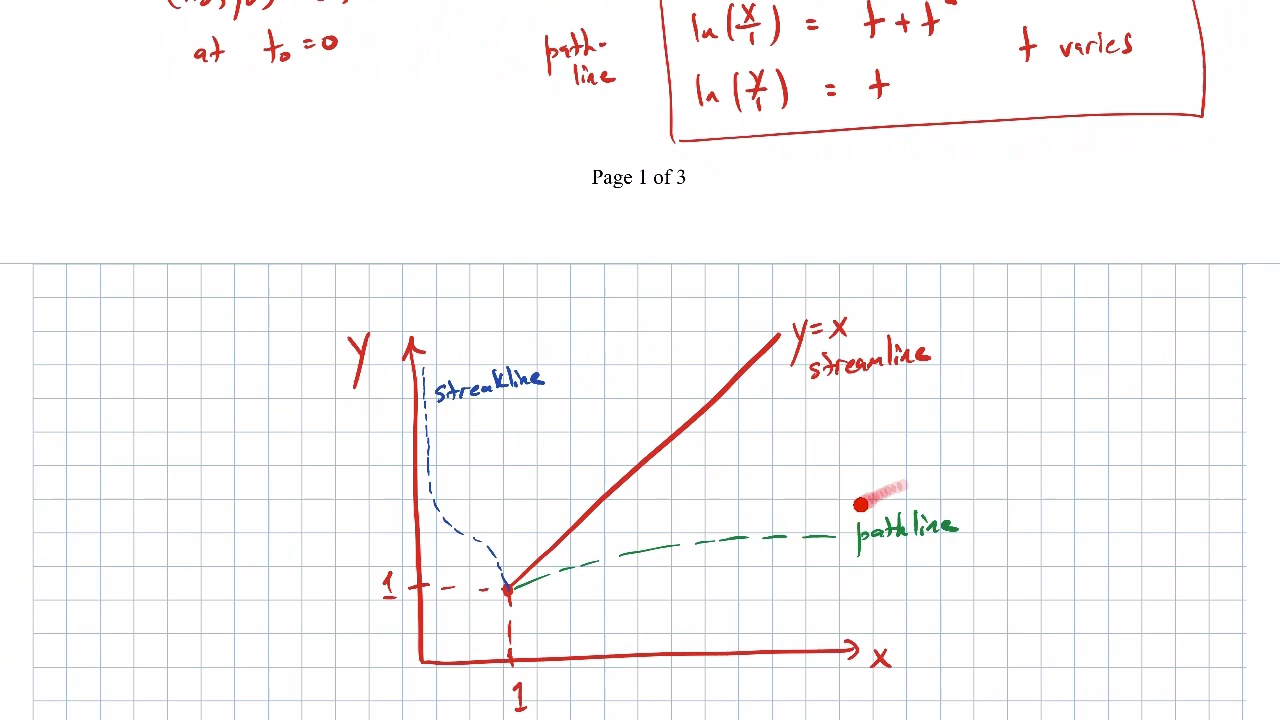 at t₀ = 0
path-
line
ln(x/1) = t + t²
ln(y/1) = t
t varies
Page 1 of 3
y
y=x
streamline
streakline
pathline
1
x
1